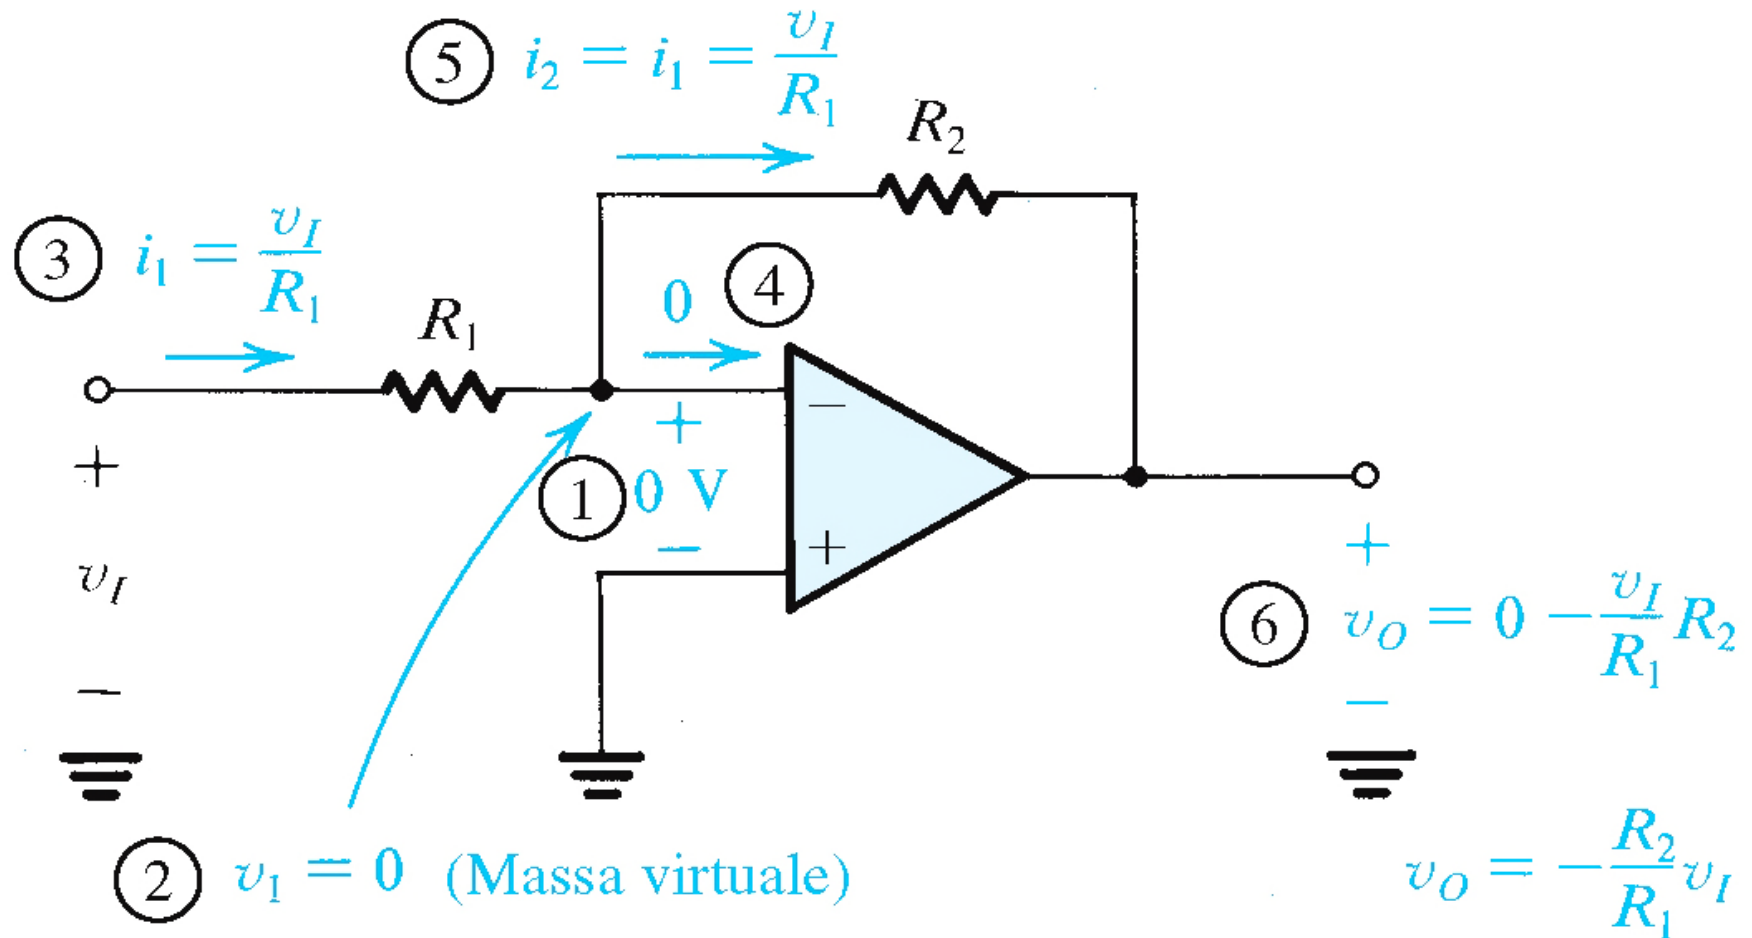 ⑤ i₂ = i₁ = v_I / R₁
R₂
③ i₁ = v_I / R₁
R₁
0 ④
−
+
① 0 V
−
+
+
v_I
−
+
⑥ v_O = 0 − (v_I / R₁) R₂
−
② v₁ = 0 (Massa virtuale)
v_O = −(R₂ / R₁) v_I